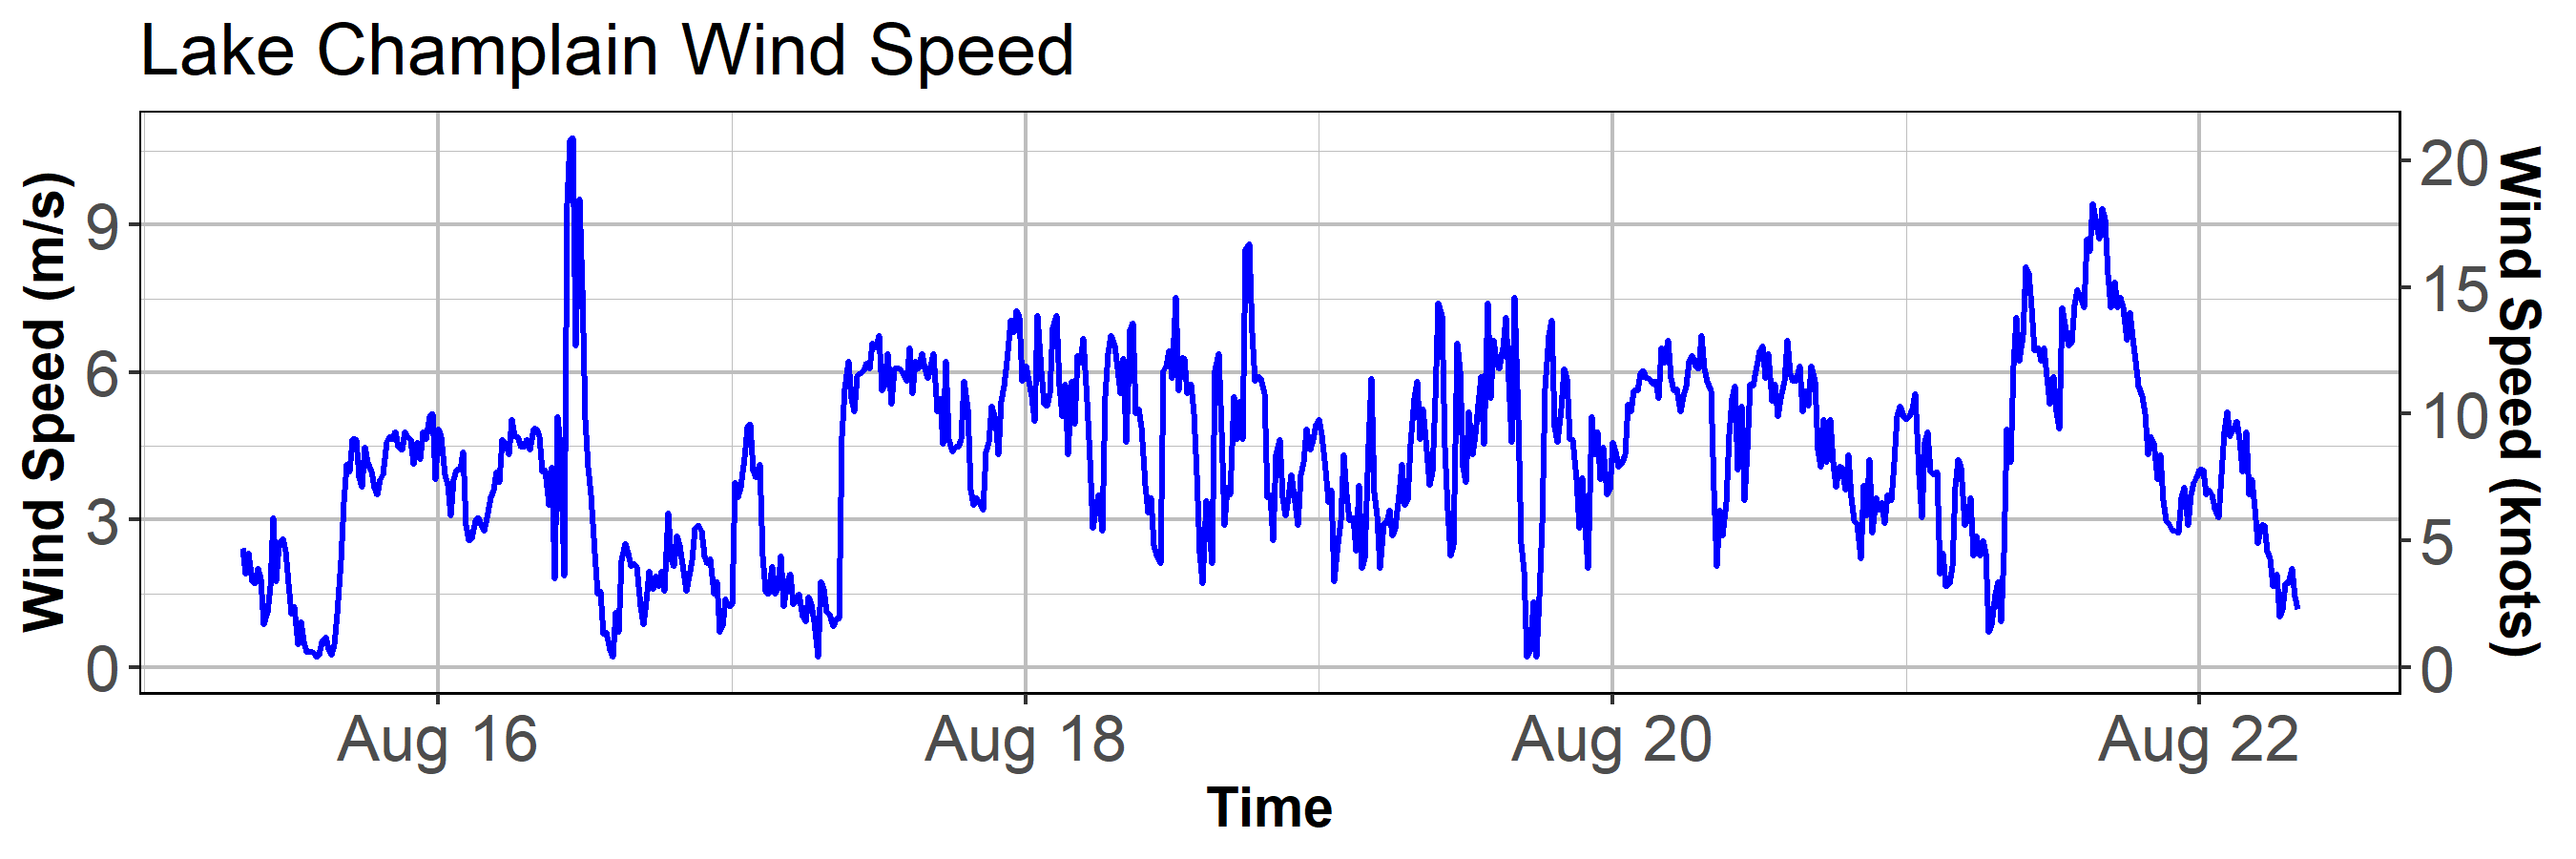 Lake Champlain Wind Speed
Wind Speed (m/s)
9
6
3
0
20
15
10
5
0
Wind Speed (knots)
Aug 16
Aug 18
Aug 20
Aug 22
Time